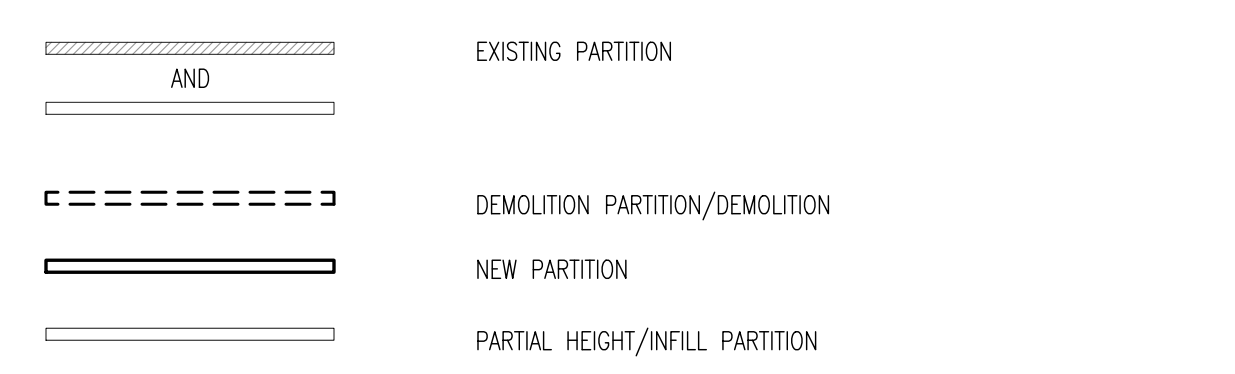 EXISTING PARTITION
AND
DEMOLITION PARTITION/DEMOLITION
NEW PARTITION
PARTIAL HEIGHT/INFILL PARTITION